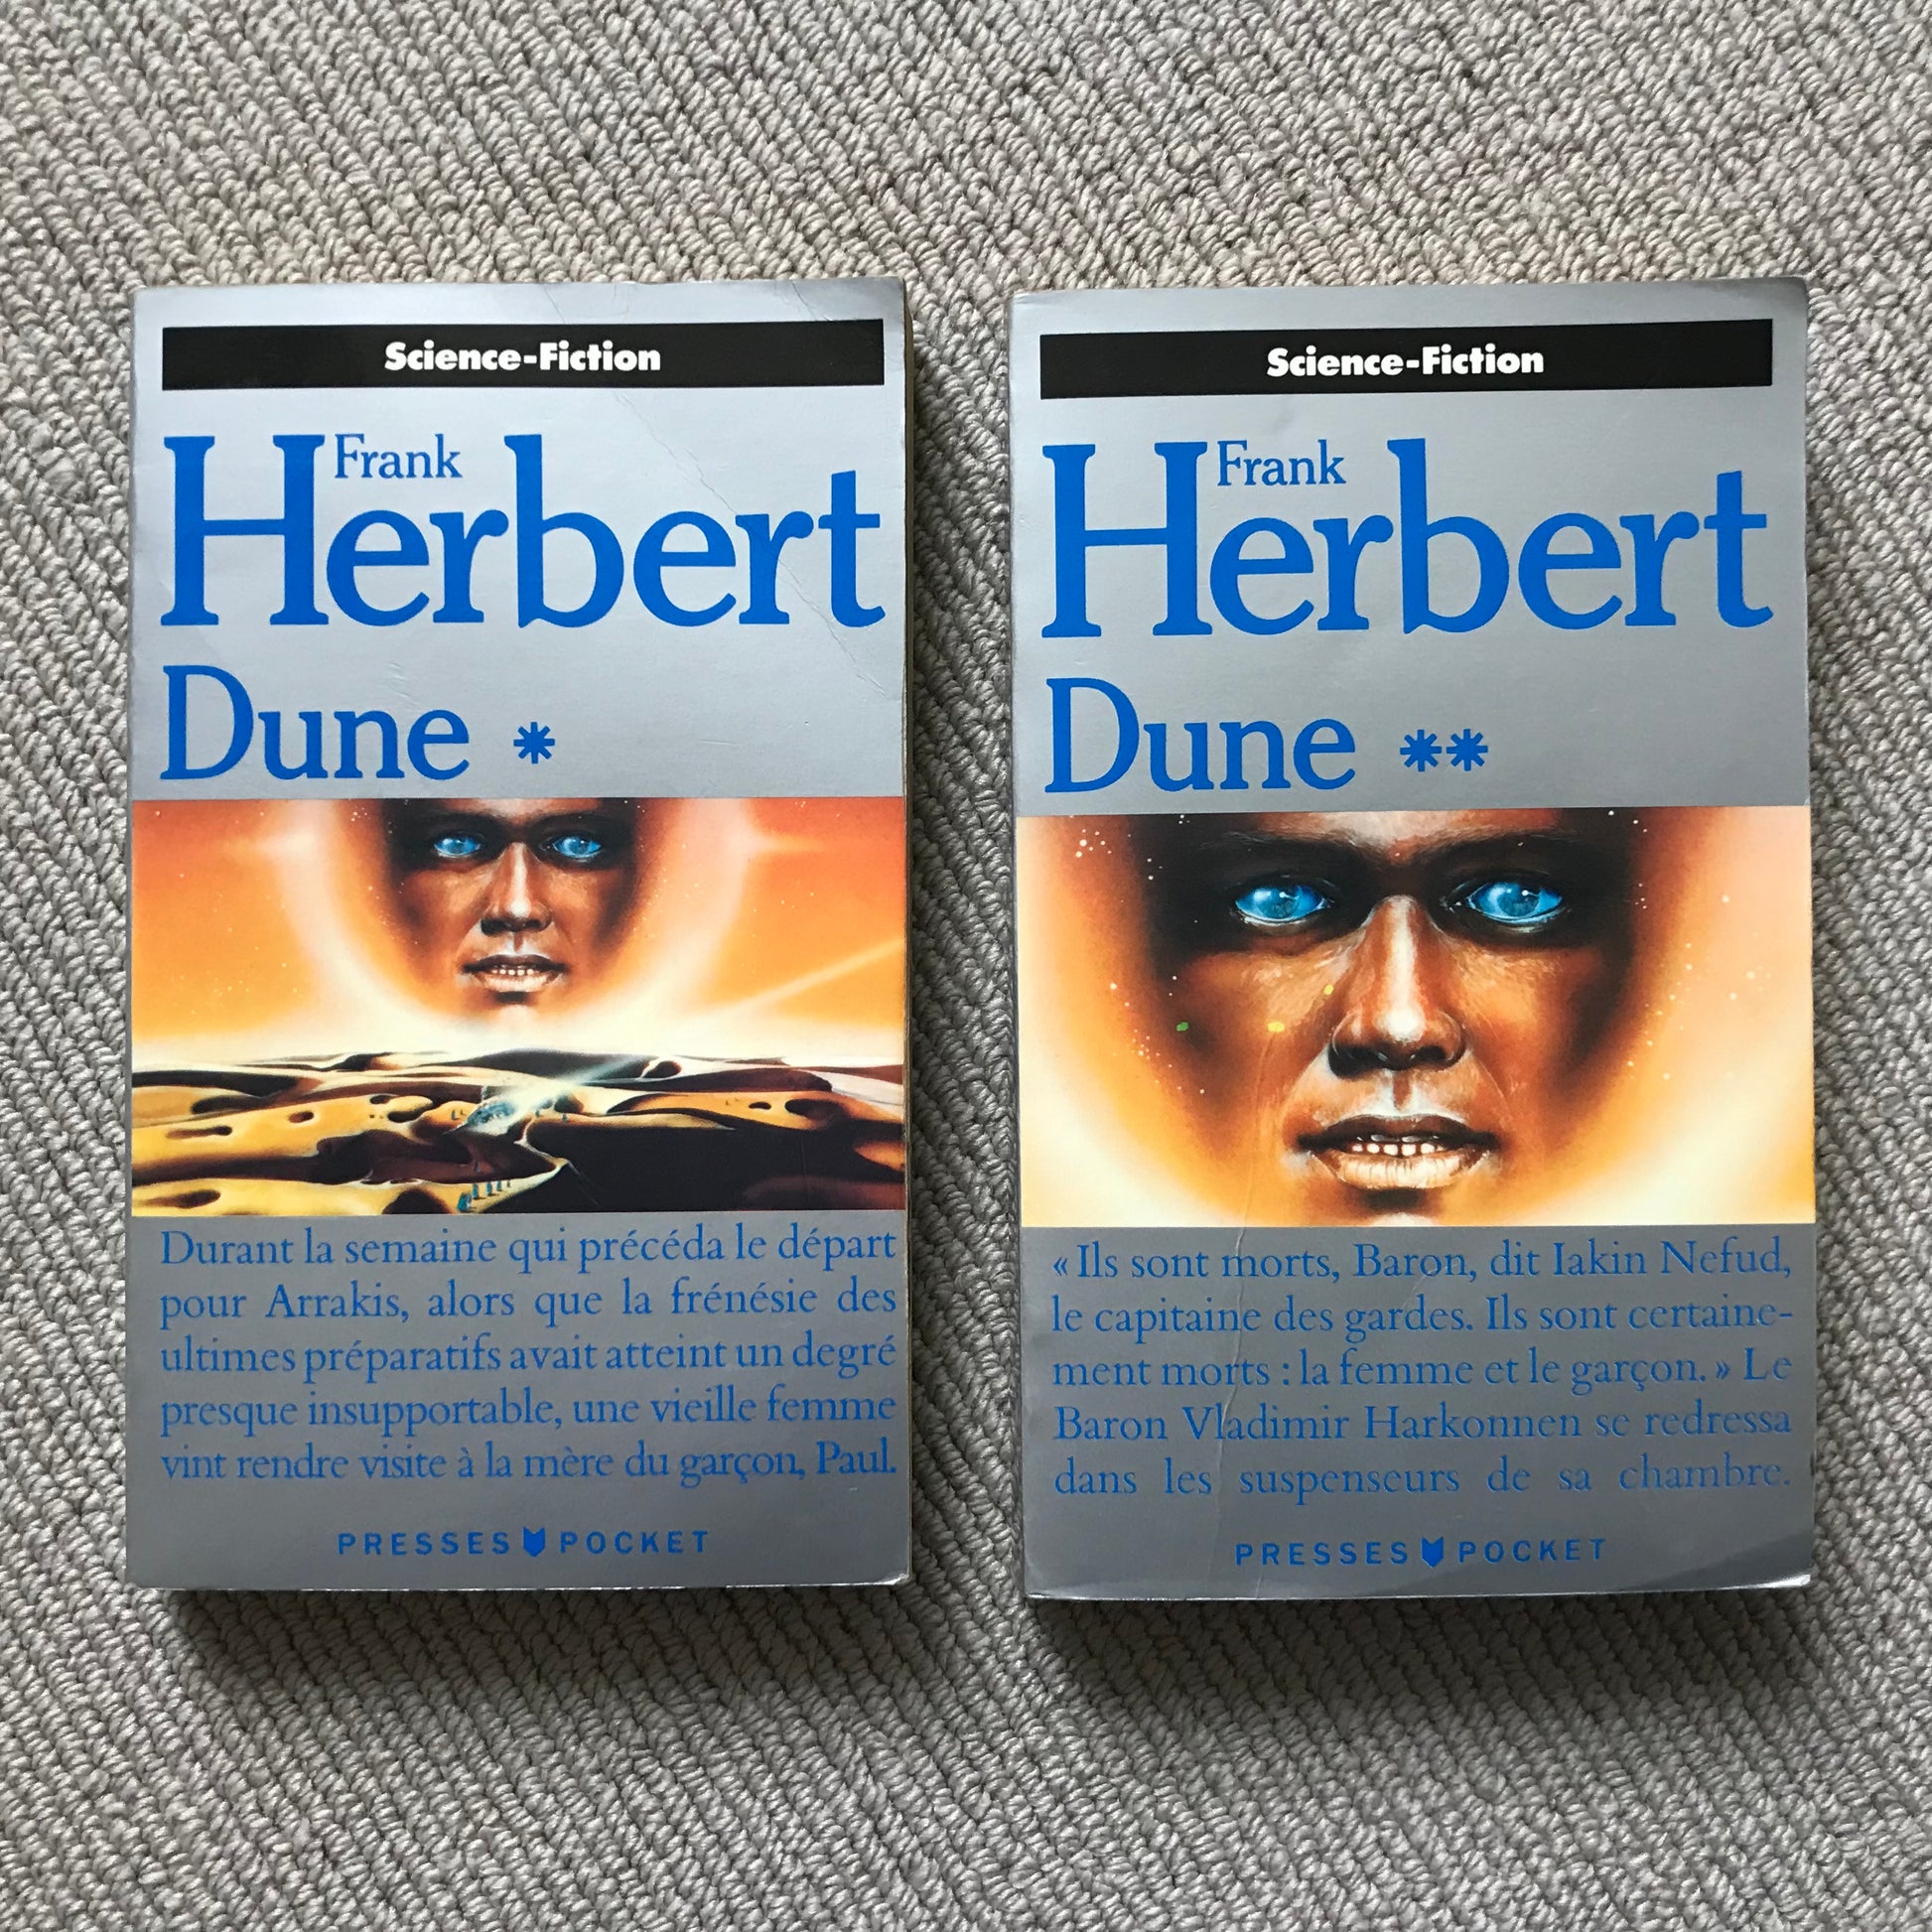 Science-Fiction
Frank
Herbert
Dune *
Durant la semaine qui précéda le départ
pour Arrakis, alors que la frénésie des
ultimes préparatifs avait atteint un degré
presque insupportable, une vieille femme
vint rendre visite à la mère du garçon, Paul.
PRESSES POCKET
Science-Fiction
Frank
Herbert
Dune **
« Ils sont morts, Baron, dit Iakin Nefud,
le capitaine des gardes. Ils sont certaine-
ment morts : la femme et le garçon. » Le
Baron Vladimir Harkonnen se redressa
dans les suspenseurs de sa chambre.
PRESSES POCKET